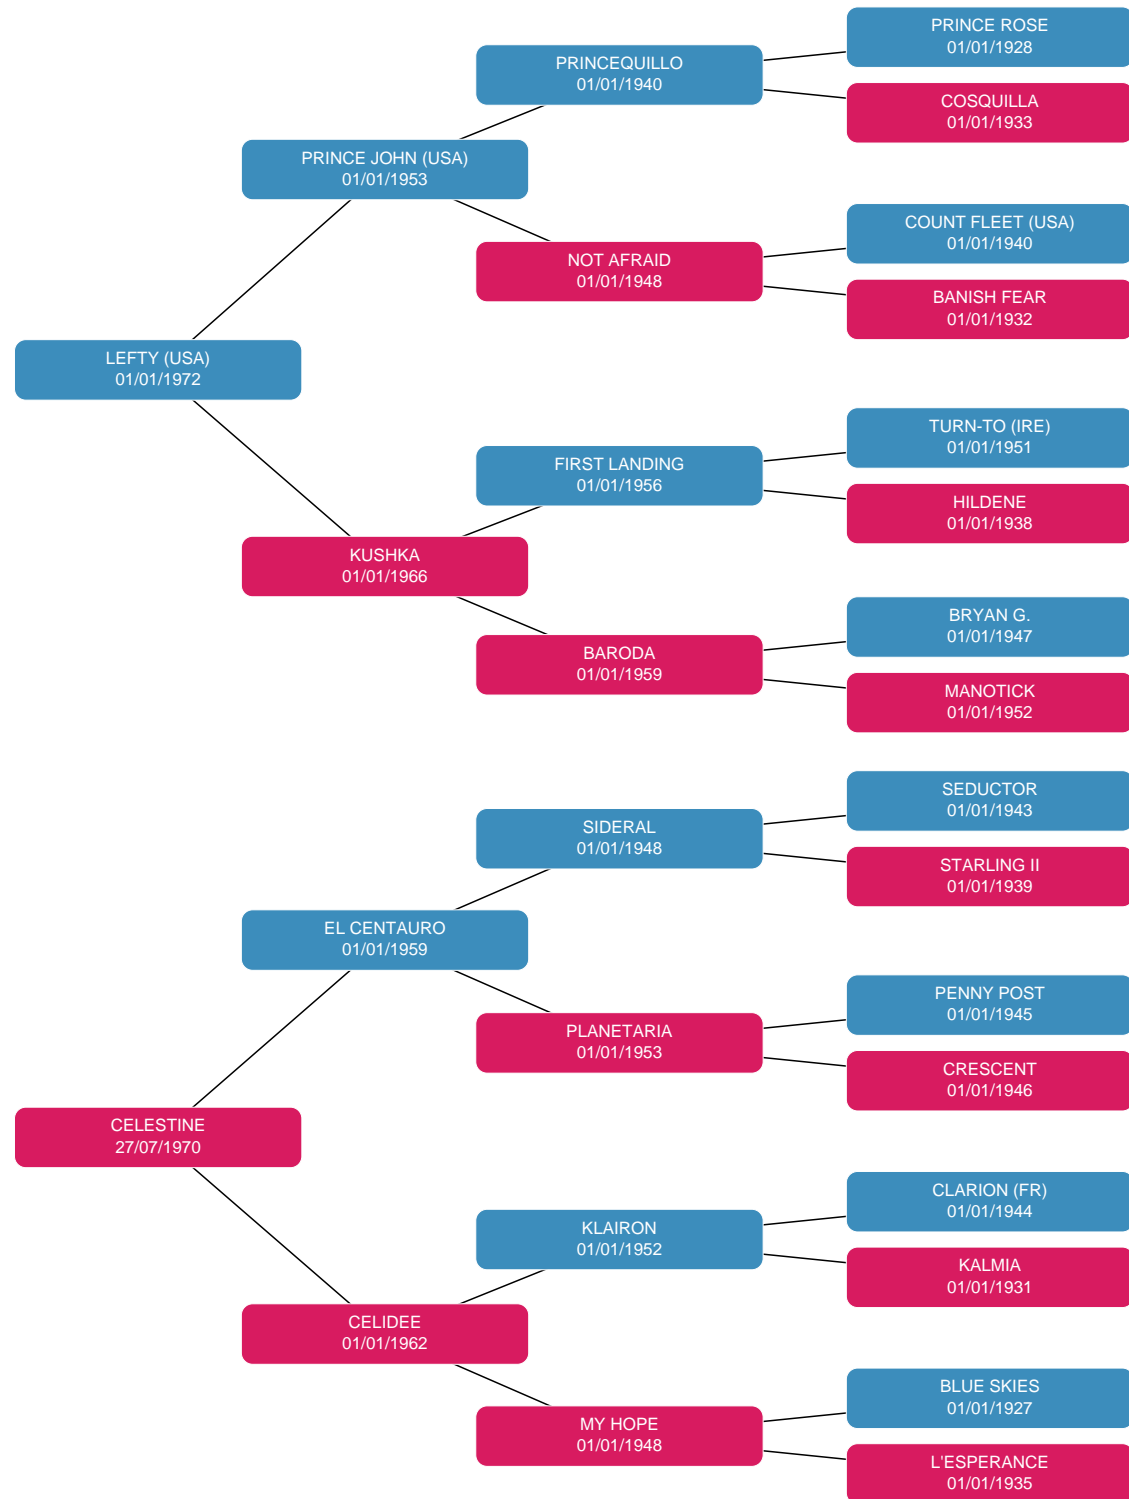 PRINCE ROSE
01/01/1928
PRINCEQUILLO
01/01/1940
COSQUILLA
01/01/1933
PRINCE JOHN (USA)
01/01/1953
COUNT FLEET (USA)
01/01/1940
NOT AFRAID
01/01/1948
BANISH FEAR
01/01/1932
LEFTY (USA)
01/01/1972
TURN-TO (IRE)
01/01/1951
FIRST LANDING
01/01/1956
HILDENE
01/01/1938
KUSHKA
01/01/1966
BRYAN G.
01/01/1947
BARODA
01/01/1959
MANOTICK
01/01/1952
SEDUCTOR
01/01/1943
SIDERAL
01/01/1948
STARLING II
01/01/1939
EL CENTAURO
01/01/1959
PENNY POST
01/01/1945
PLANETARIA
01/01/1953
CRESCENT
01/01/1946
CELESTINE
27/07/1970
CLARION (FR)
01/01/1944
KLAIRON
01/01/1952
KALMIA
01/01/1931
CELIDEE
01/01/1962
BLUE SKIES
01/01/1927
MY HOPE
01/01/1948
L'ESPERANCE
01/01/1935